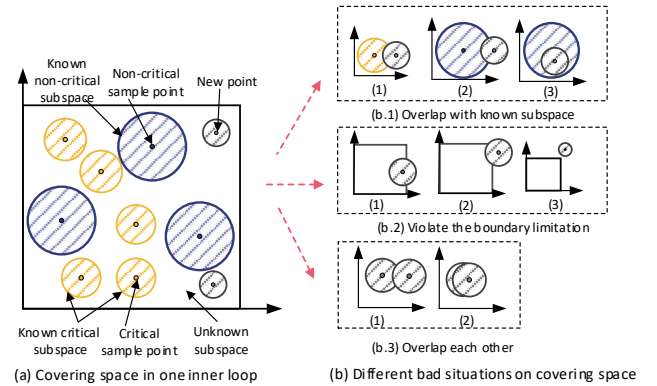 Known
non-critical
subspace
Non-critical
sample point
New point
Known critical
subspace
Critical
sample point
Unknown
subspace
(a) Covering space in one inner loop
(1)
(2)
(3)
(b.1) Overlap with known subspace
(1)
(2)
(3)
(b.2) Violate the boundary limitation
(1)
(2)
(b.3) Overlap each other
(b) Different bad situations on covering space